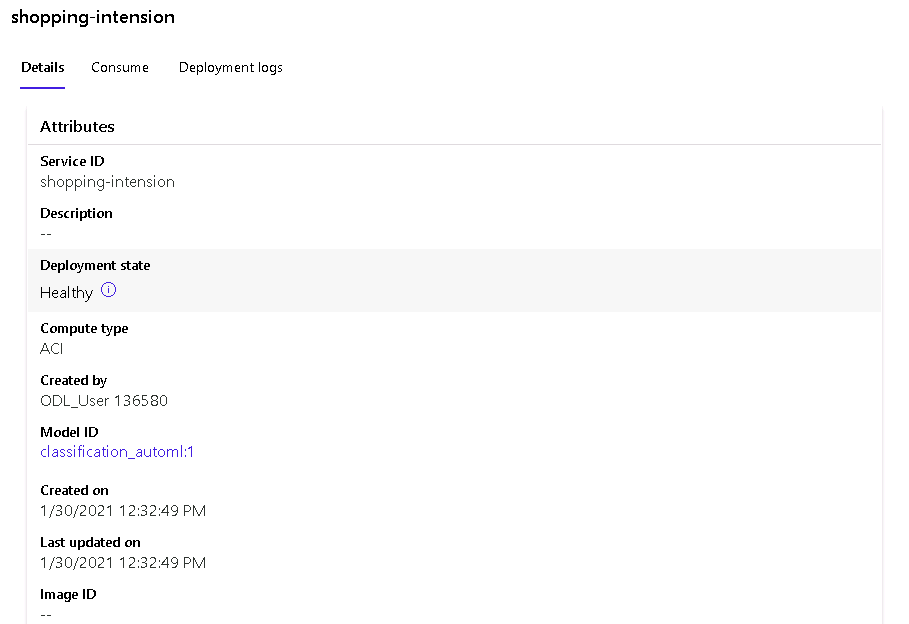 shopping-intension
Details Consume Deployment logs
Attributes
Service ID
shopping-intension
Description
--
Deployment state
Healthy
Compute type
ACI
Created by
ODL_User 136580
Model ID
classification_automl:1
Created on
1/30/2021 12:32:49 PM
Last updated on
1/30/2021 12:32:49 PM
Image ID
--